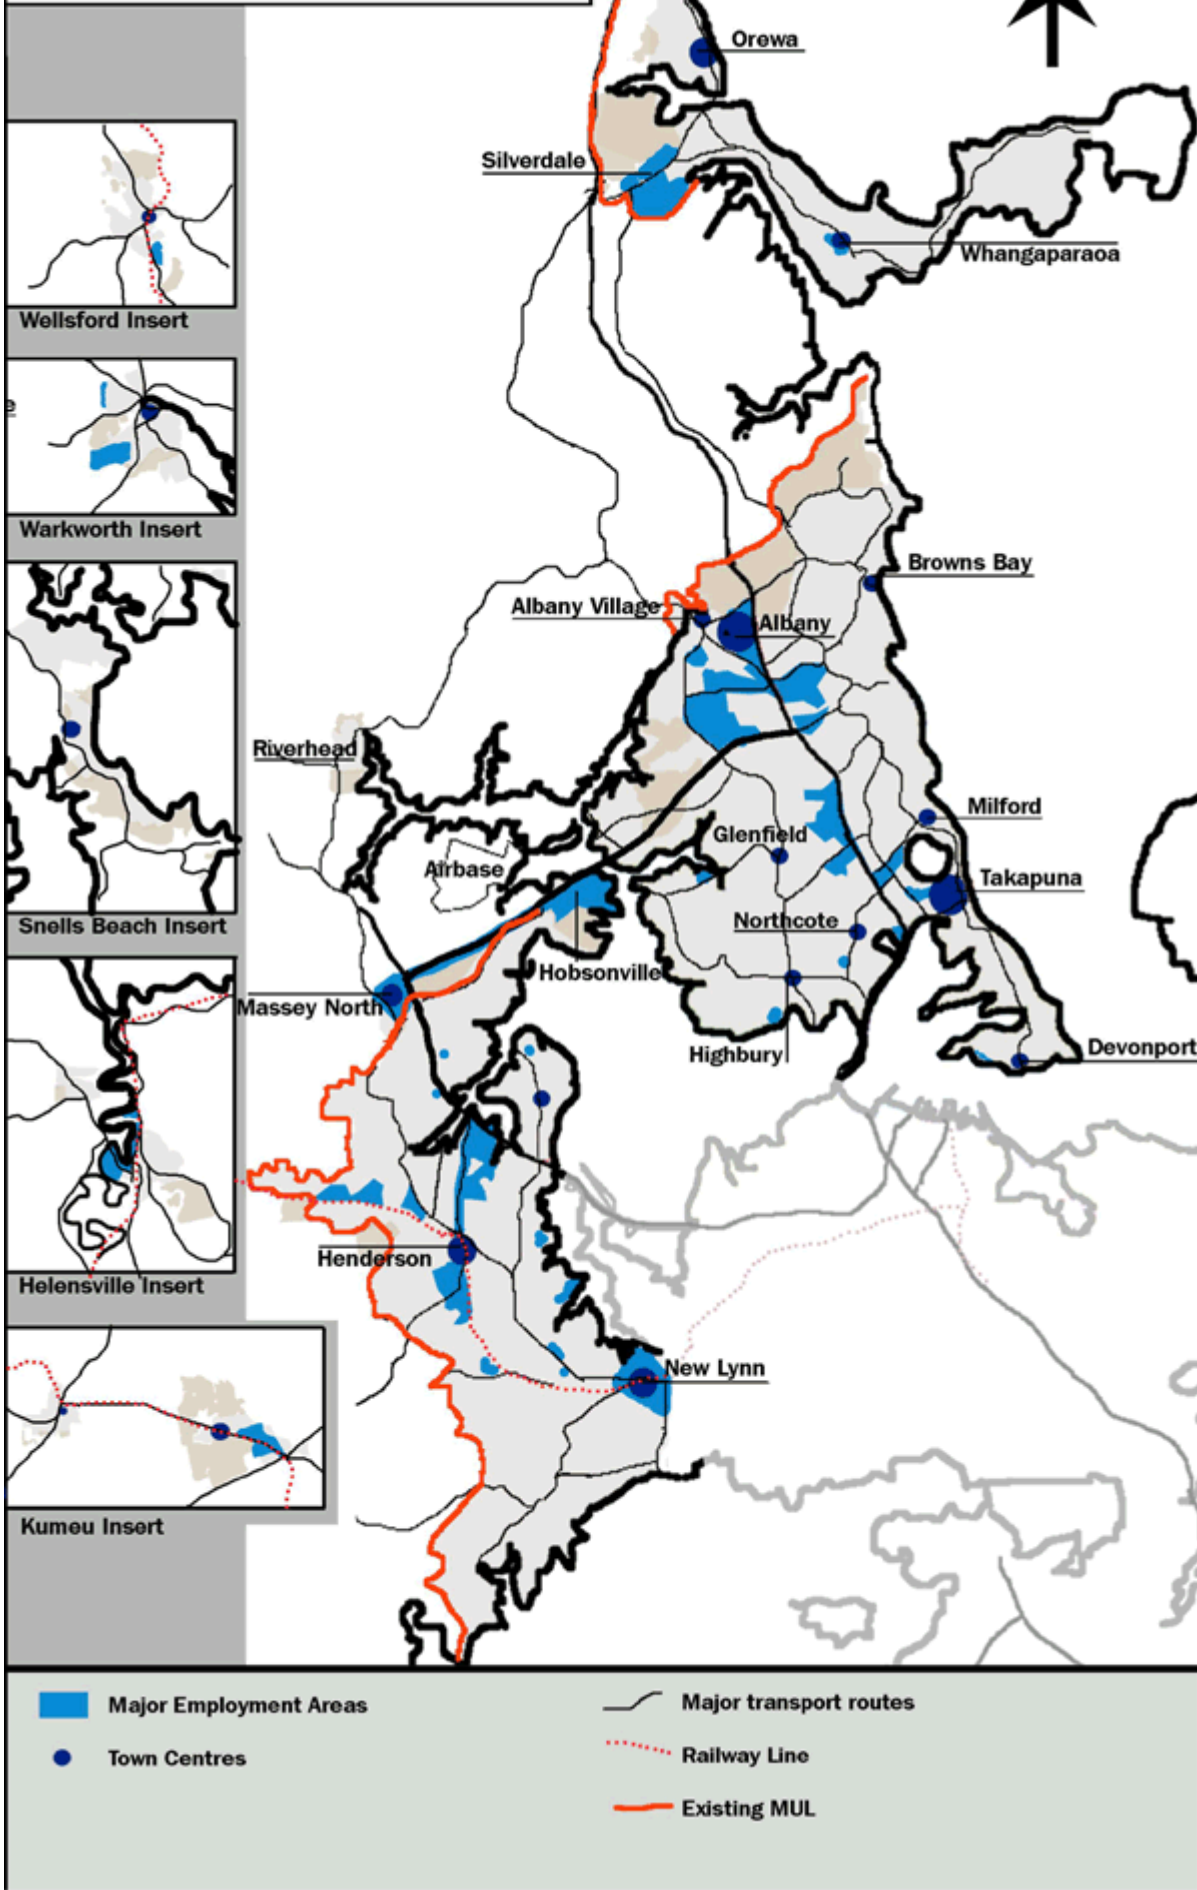 Orewa
Silverdale
Whangaparaoa
Wellsford Insert
e
Warkworth Insert
Browns Bay
Albany Village
Albany
Riverhead
Milford
Glenfield
Airbase
Takapuna
Northcote
Snells Beach Insert
Hobsonville
Massey North
Highbury
Devonport
Henderson
Helensville Insert
New Lynn
Kumeu Insert
Major Employment Areas
Major transport routes
Town Centres
Railway Line
Existing MUL